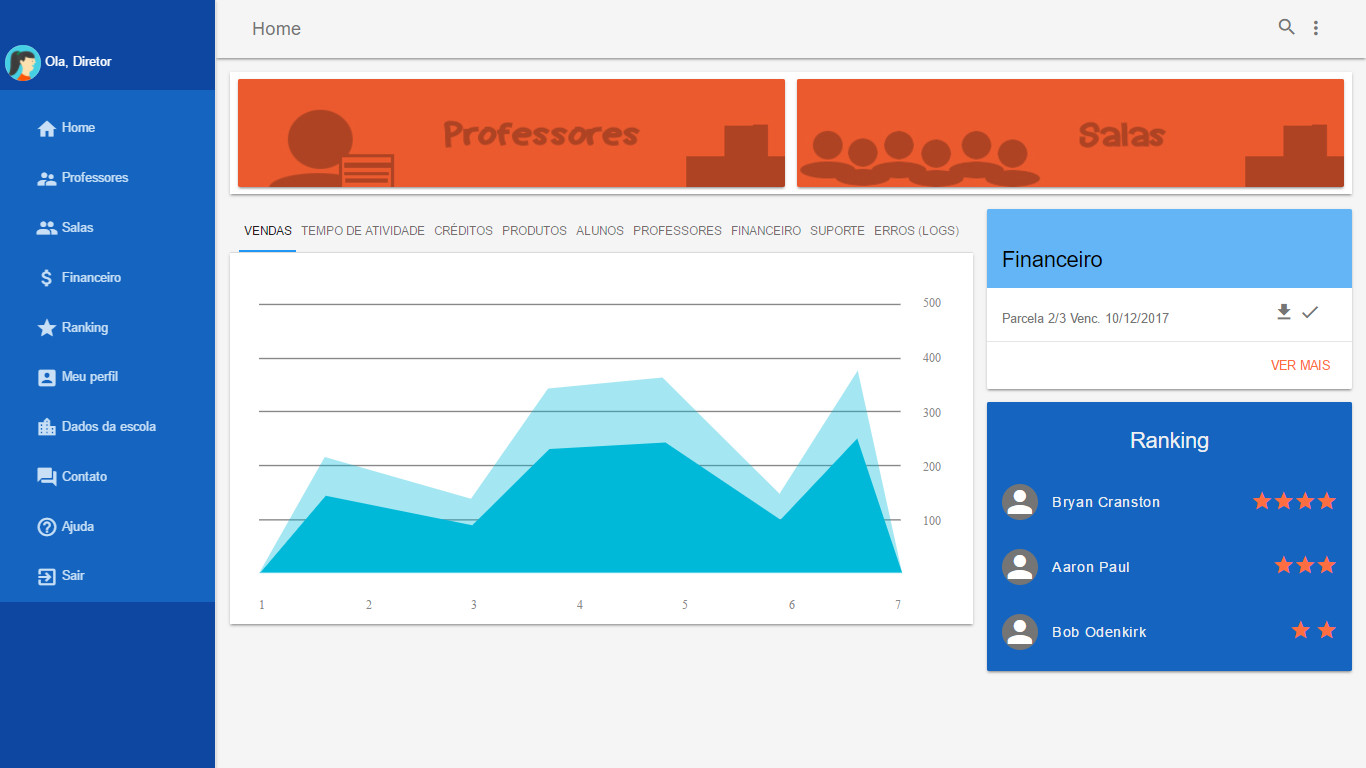 Ola, Diretor
Home
Professores
Salas
Financeiro
Ranking
Meu perfil
Dados da escola
Contato
Ajuda
Sair
Home
Professores
Salas
VENDAS TEMPO DE ATIVIDADE CRÉDITOS PRODUTOS ALUNOS PROFESSORES FINANCEIRO SUPORTE ERROS (LOGS)
500
400
300
200
100
1 2 3 4 5 6 7
Financeiro
Parcela 2/3 Venc. 10/12/2017
VER MAIS
Ranking
Bryan Cranston
Aaron Paul
Bob Odenkirk